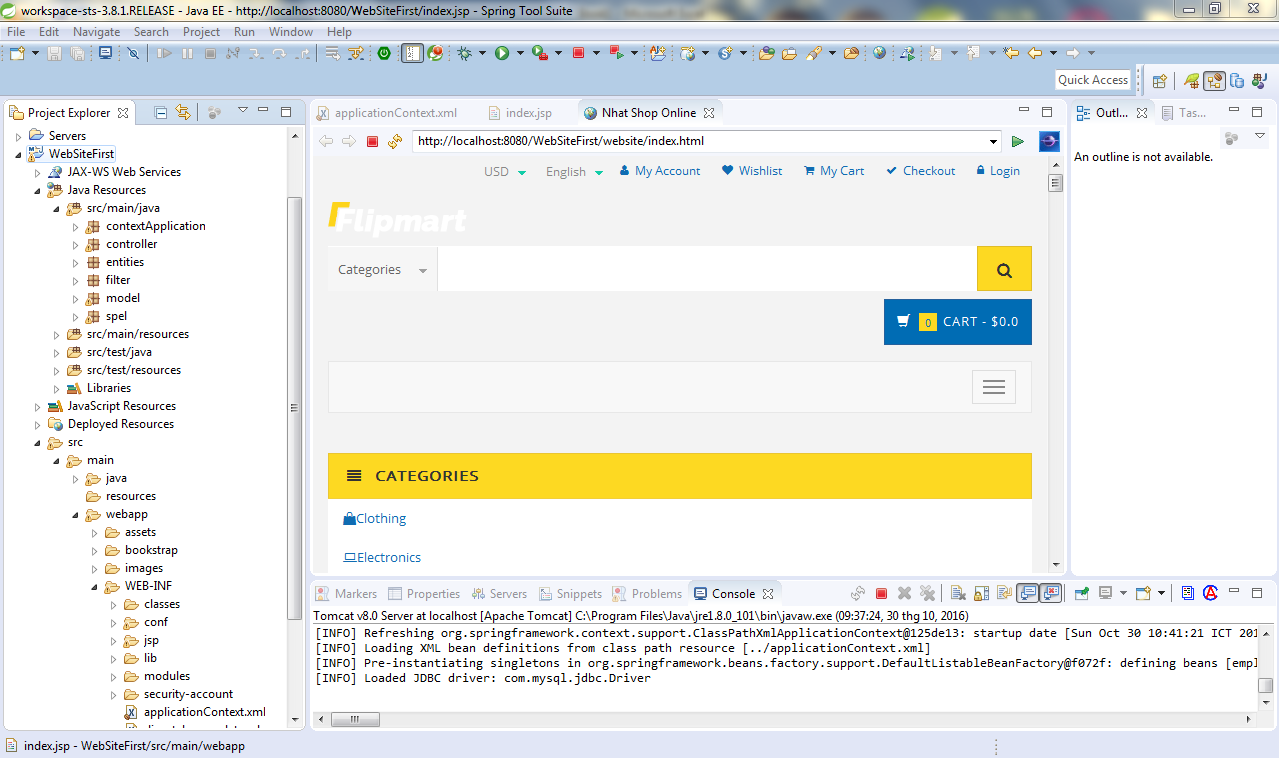 workspace-sts-3.8.1.RELEASE - Java EE - http://localhost:8080/WebSiteFirst/index.jsp - Spring Tool Suite
File Edit Navigate Search Project Run Window Help
Quick Access
Project Explorer
Servers
WebSiteFirst
JAX-WS Web Services
Java Resources
src/main/java
contextApplication
controller
entities
filter
model
spel
src/main/resources
src/test/java
src/test/resources
Libraries
JavaScript Resources
Deployed Resources
src
main
java
resources
webapp
assets
bookstrap
images
WEB-INF
classes
conf
jsp
lib
modules
security-account
applicationContext.xml
applicationContext.xml index.jsp Nhat Shop Online
http://localhost:8080/WebSiteFirst/website/index.html
USD English My Account Wishlist My Cart Checkout Login
Flipmart
Categories
0 CART - $0.0
CATEGORIES
Clothing
Electronics
Outl... Tas...
An outline is not available.
Markers Properties Servers Snippets Problems Console
Tomcat v8.0 Server at localhost [Apache Tomcat] C:\Program Files\Java\jre1.8.0_101\bin\javaw.exe (09:37:24, 30 thg 10, 2016)
[INFO] Refreshing org.springframework.context.support.ClassPathXmlApplicationContext@125de13: startup date [Sun Oct 30 10:41:21 ICT 201
[INFO] Loading XML bean definitions from class path resource [../applicationContext.xml]
[INFO] Pre-instantiating singletons in org.springframework.beans.factory.support.DefaultListableBeanFactory@f072f: defining beans [empl
[INFO] Loaded JDBC driver: com.mysql.jdbc.Driver
index.jsp - WebSiteFirst/src/main/webapp